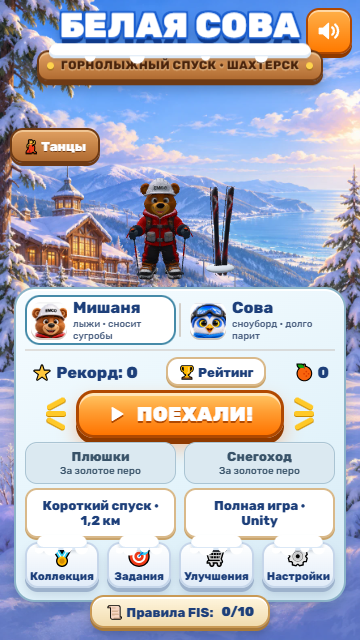 БЕЛАЯ СОВА
ГОРНОЛЫЖНЫЙ СПУСК • ШАХТЁРСК
Танцы
Мишаня
лыжи • сносит
сугробы
Сова
сноуборд • долго
парит
Рекорд: 0
Рейтинг
0
ПОЕХАЛИ!
Плюшки
За золотое перо
Снегоход
За золотое перо
Короткий спуск •
1,2 км
Полная игра •
Unity
Коллекция
Задания
Улучшения
Настройки
Правила FIS: 0/10